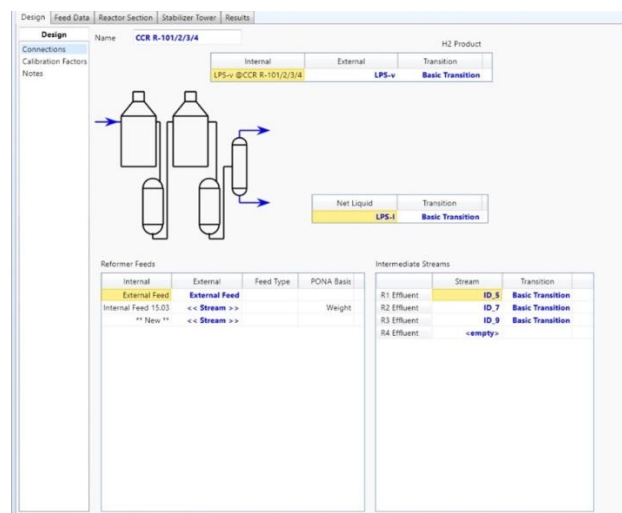 Design Feed Data Reactor Section Stabilizer Tower Results
Design
Connections
Calibration Factors
Notes
Name CCR R-101/2/3/4
H2 Product
Internal External Transition
LPS-v @CCR R-101/2/3/4 LPS-v Basic Transition
Net Liquid Transition
LPS-l Basic Transition
Reformer Feeds
Internal External Feed Type PONA Basis
External Feed External Feed
Internal Feed 15.03 << Stream >> Weight
** New ** << Stream >>
Intermediate Streams
Stream Transition
R1 Effluent ID_5 Basic Transition
R2 Effluent ID_7 Basic Transition
R3 Effluent ID_9 Basic Transition
R4 Effluent <empty>